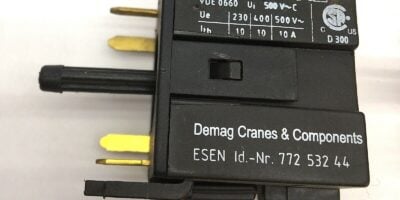 VDE 0660 Ui 500 V~C
Ue 230 400 500 V~
Ith 10 10 10 A
C US
D 300
Demag Cranes & Components
ESEN Id.-Nr. 772 532 44